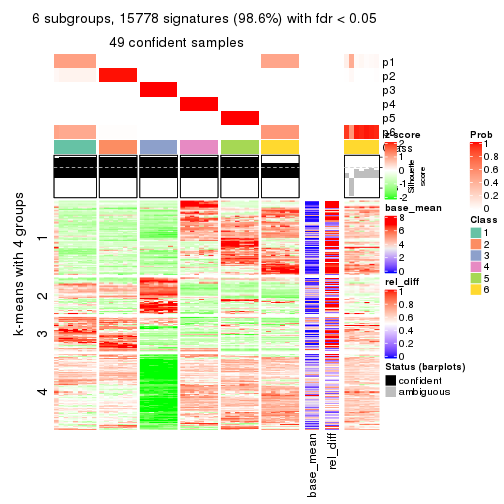 6 subgroups, 15778 signatures (98.6%) with fdr < 0.05
49 confident samples
p1
p2
p3
p4
p5
p6
Class
Silhouette
score
k-means with 4 groups
1
2
3
4
base_mean
rel_diff
z-score
2
1
0
-1
-2
base_mean
8
6
4
2
0
rel_diff
1
0.8
0.6
0.4
0.2
0
Status (barplots)
confident
ambiguous
Prob
1
0.8
0.6
0.4
0.2
0
Class
1
2
3
4
5
6